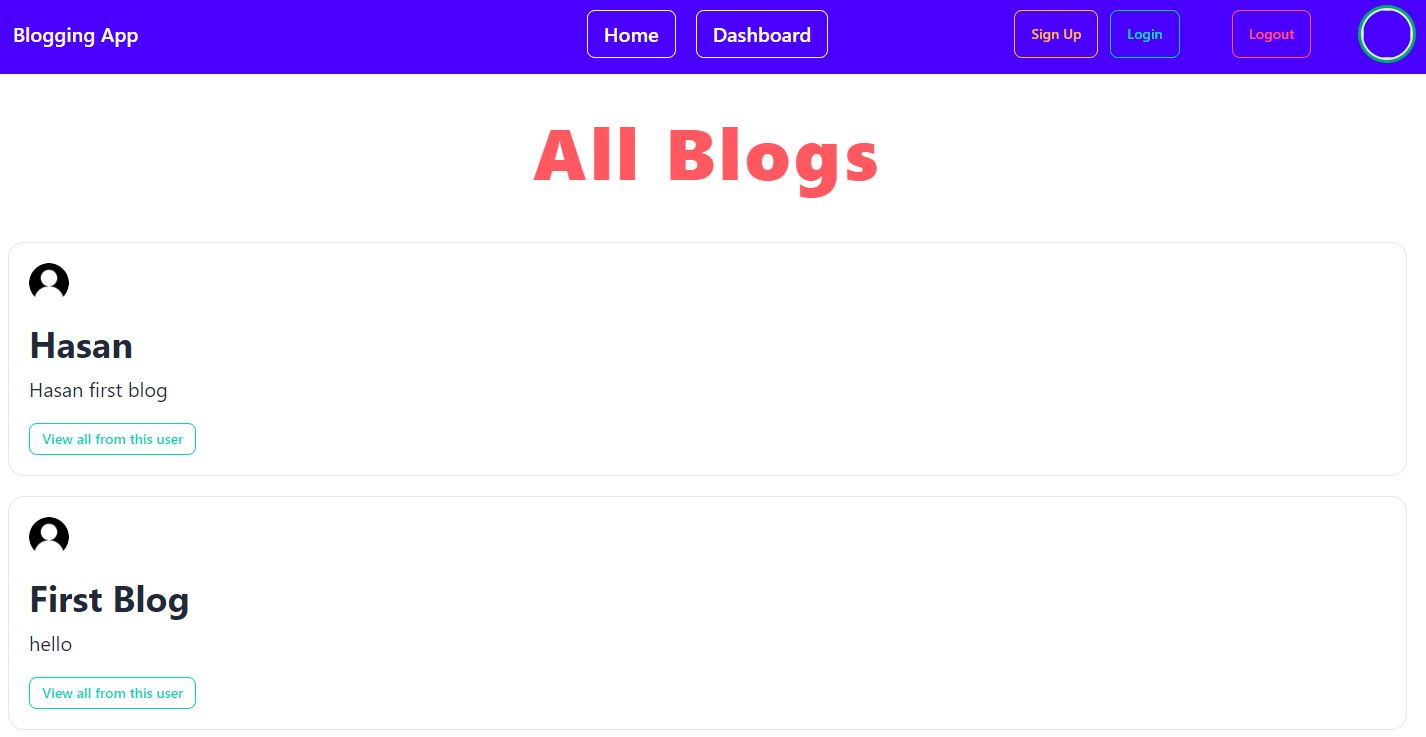 Blogging App
Home
Dashboard
Sign Up
Login
Logout
All Blogs
Hasan
Hasan first blog
View all from this user
First Blog
hello
View all from this user